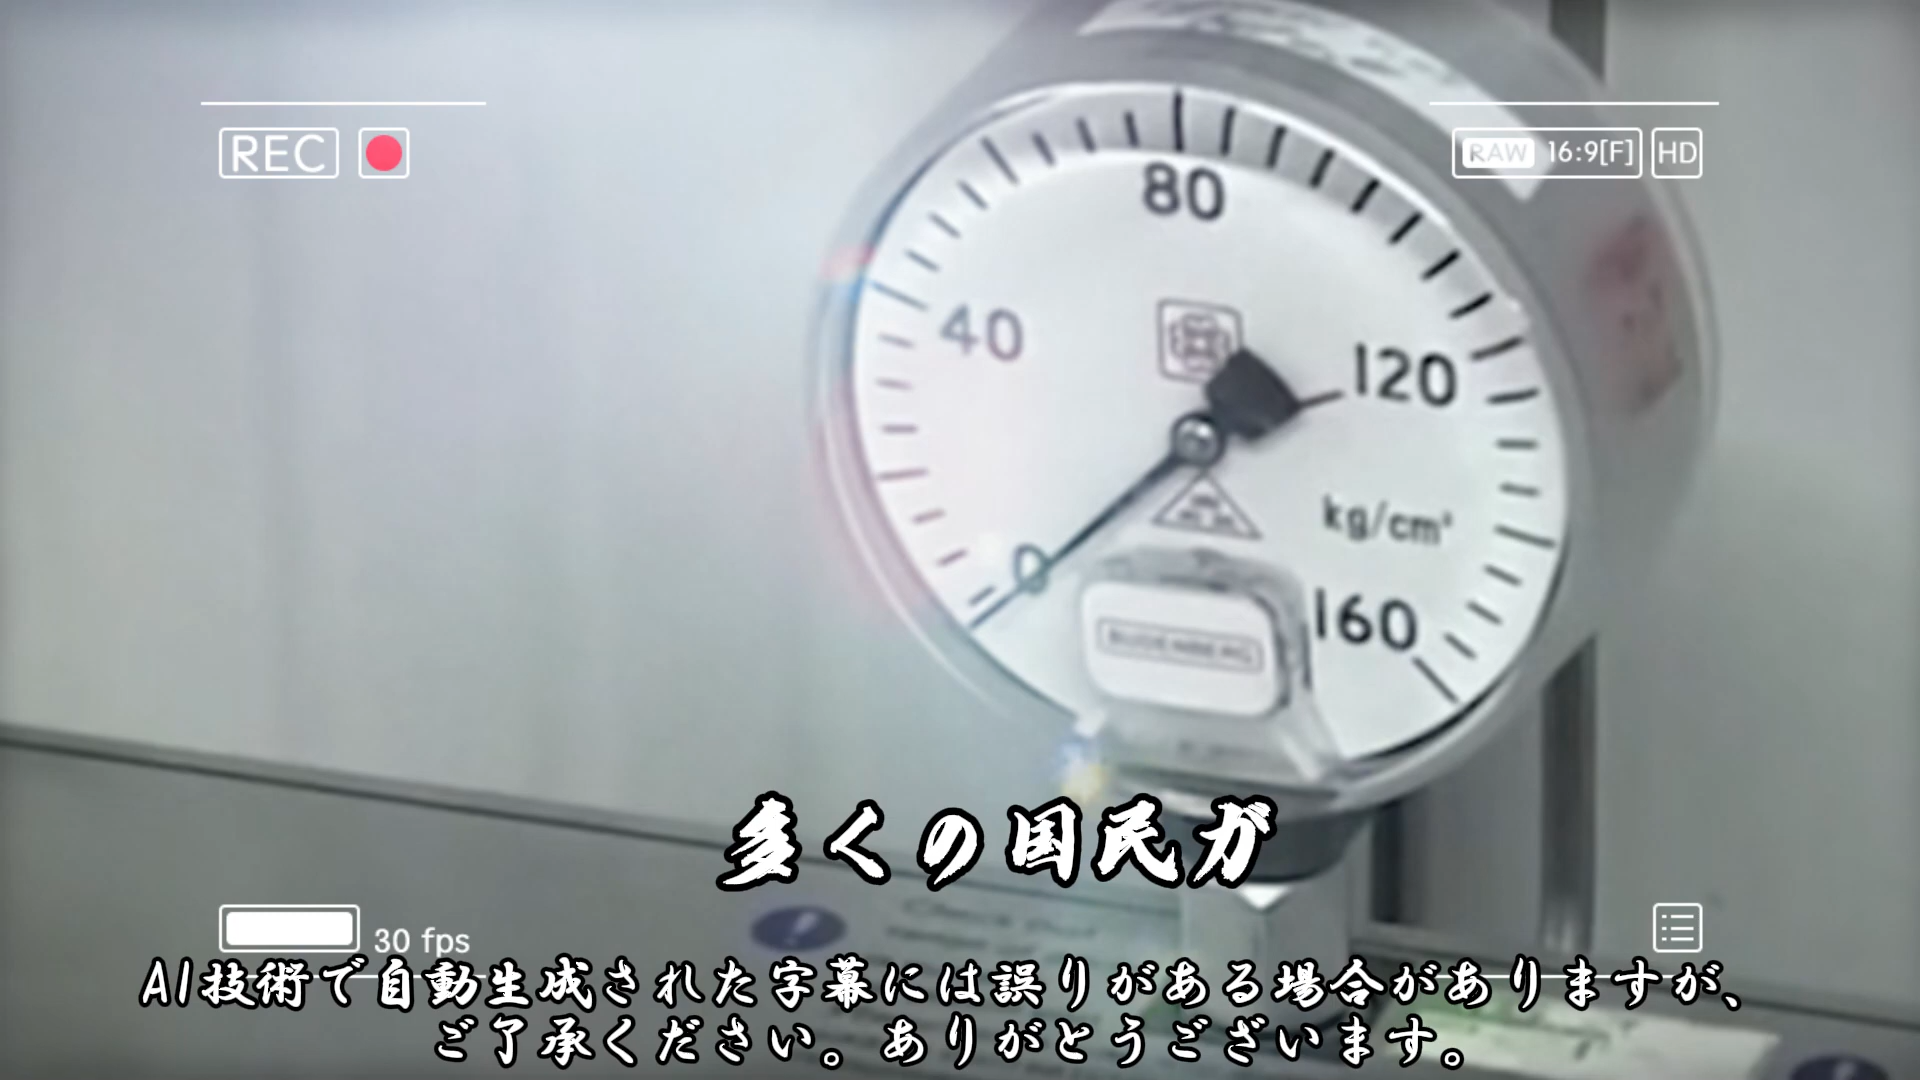 REC
RAW 16:9[F] HD
80
40
120
kg/cm²
0
160
BUDENBERG
多くの国民が
30 fps
AI技術で自動生成された字幕には誤りがある場合がありますが、
ご了承ください。ありがとうございます。